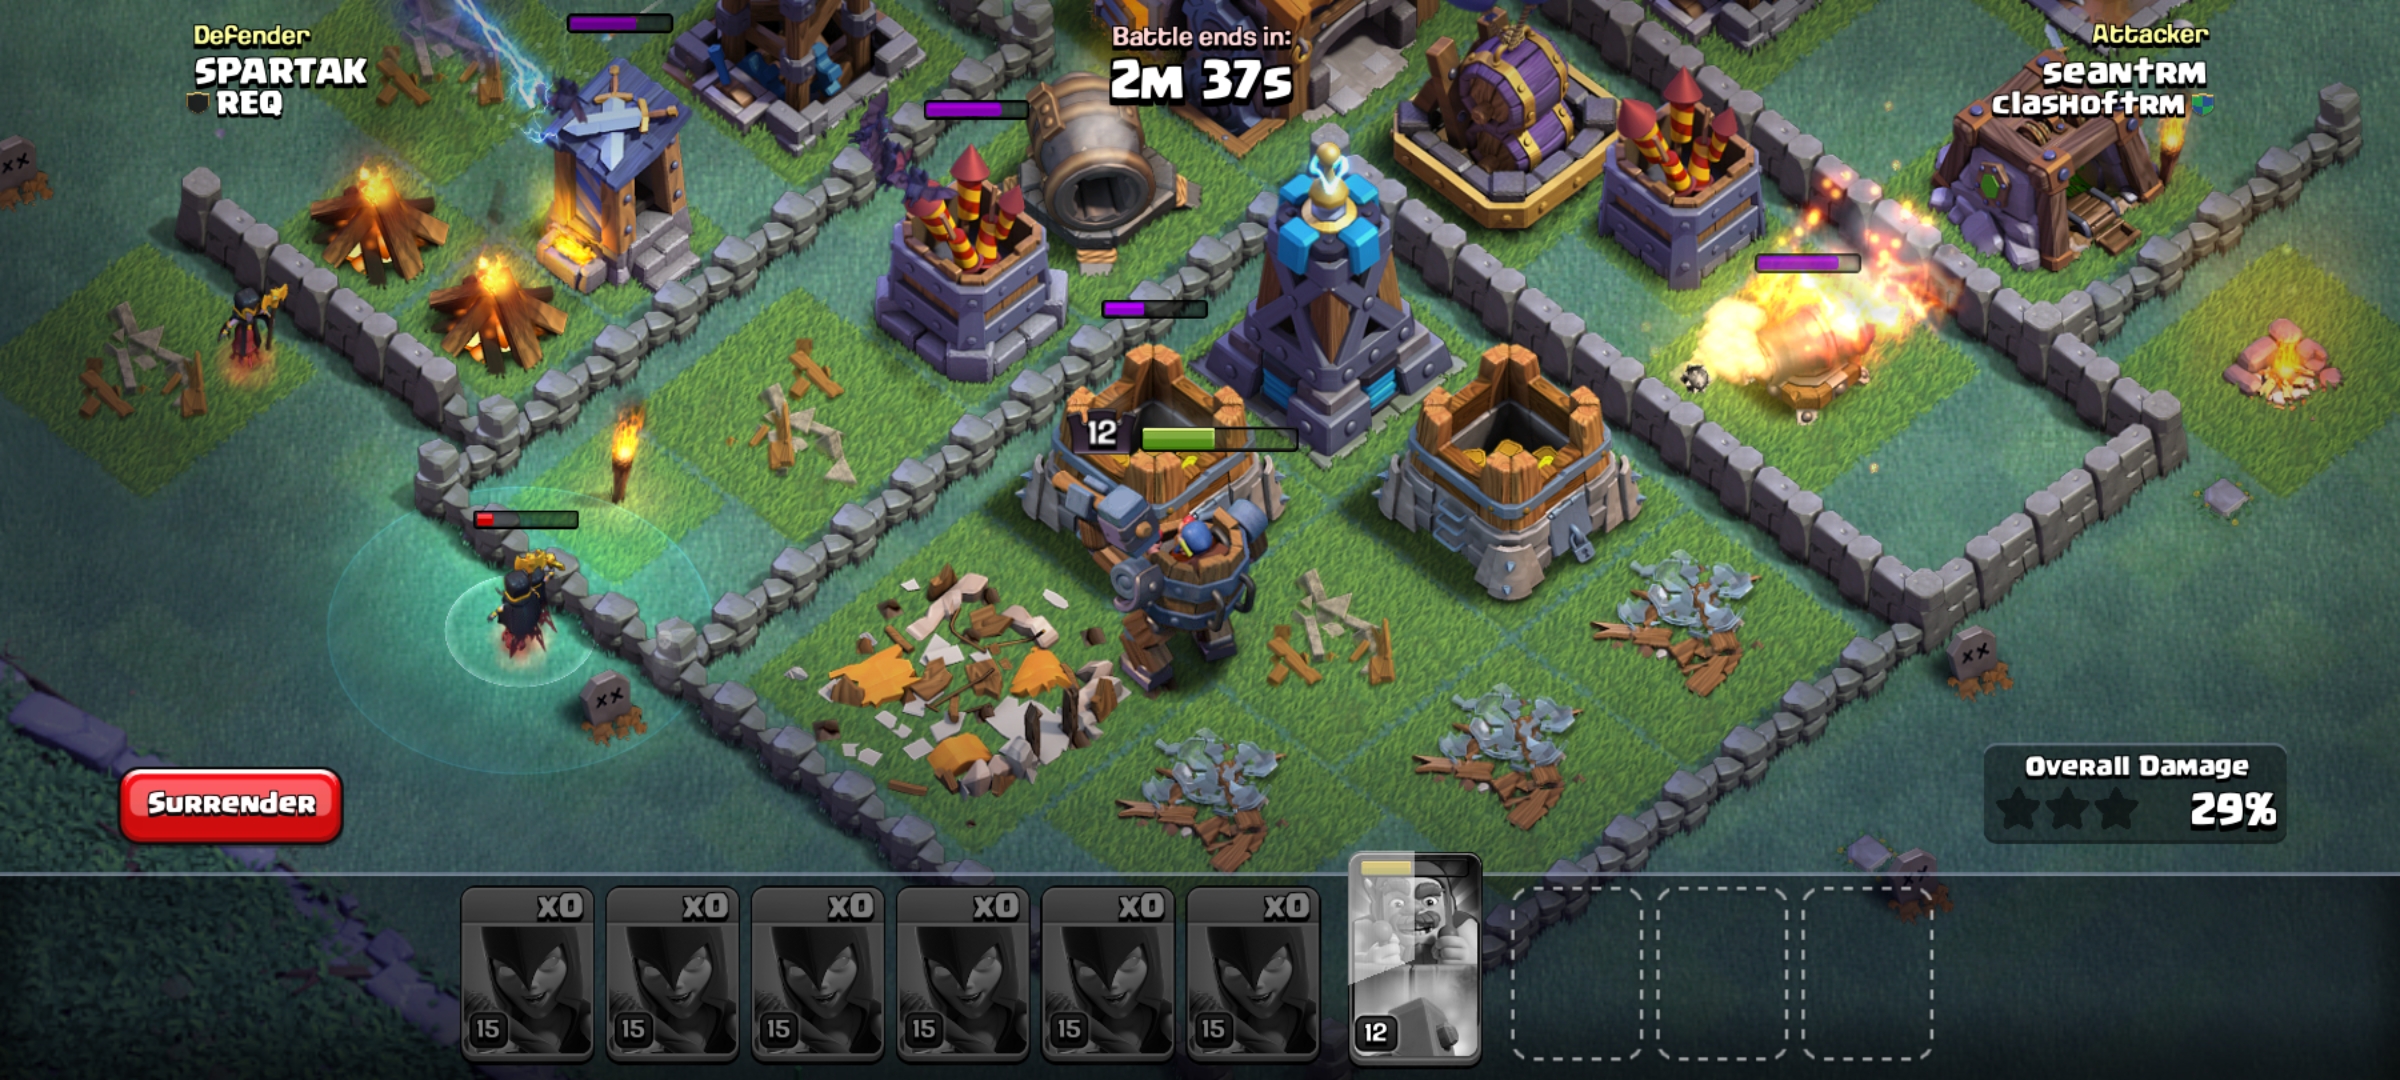 Defender
SPARTAK
REQ
Battle ends in:
2M 37s
Attacker
seantRM
clashoftRM
12
Surrender
Overall Damage
29%
x0
x0
x0
x0
x0
x0
15
15
15
15
15
15
12